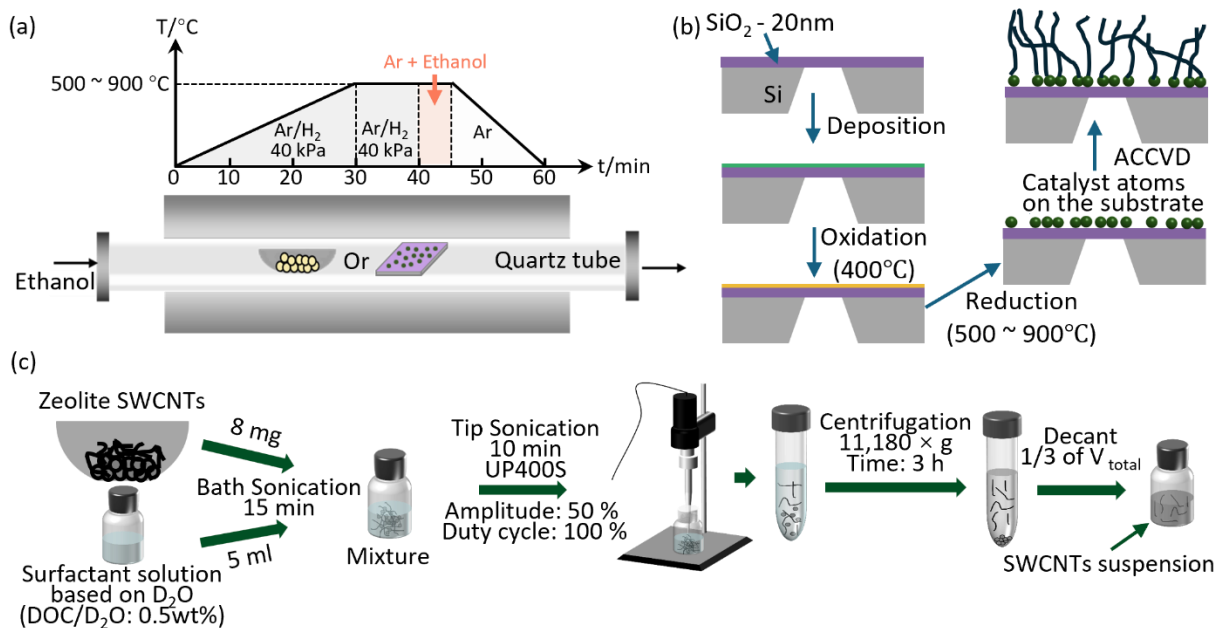 (a)
T/°C
500 ~ 900 °C
Ar + Ethanol
Ar/H₂
40 kPa
Ar/H₂
40 kPa
Ar
0 10 20 30 40 50 60 t/min
Ethanol
Or
Quartz tube
(b)
SiO₂ - 20nm
Si
Deposition
Oxidation
(400℃)
Reduction
(500 ~ 900℃)
Catalyst atoms
on the substrate
ACCVD
(c)
Zeolite SWCNTs
8 mg
Bath Sonication
15 min
5 ml
Surfactant solution
based on D₂O
(DOC/D₂O: 0.5wt%)
Mixture
Tip Sonication
10 min
UP400S
Amplitude: 50 %
Duty cycle: 100 %
Centrifugation
11,180 × g
Time: 3 h
Decant
1/3 of V total
SWCNTs suspension